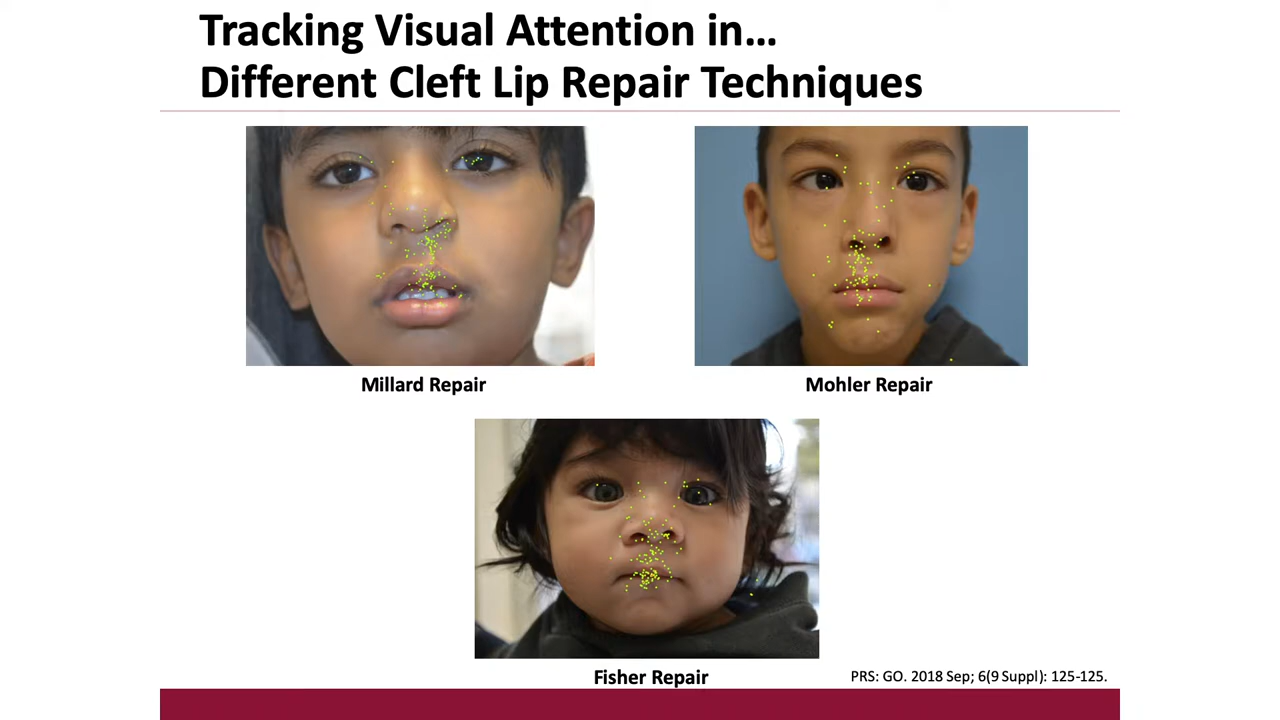 Tracking Visual Attention in…
Different Cleft Lip Repair Techniques
Millard Repair
Mohler Repair
Fisher Repair
PRS: GO. 2018 Sep; 6(9 Suppl): 125-125.